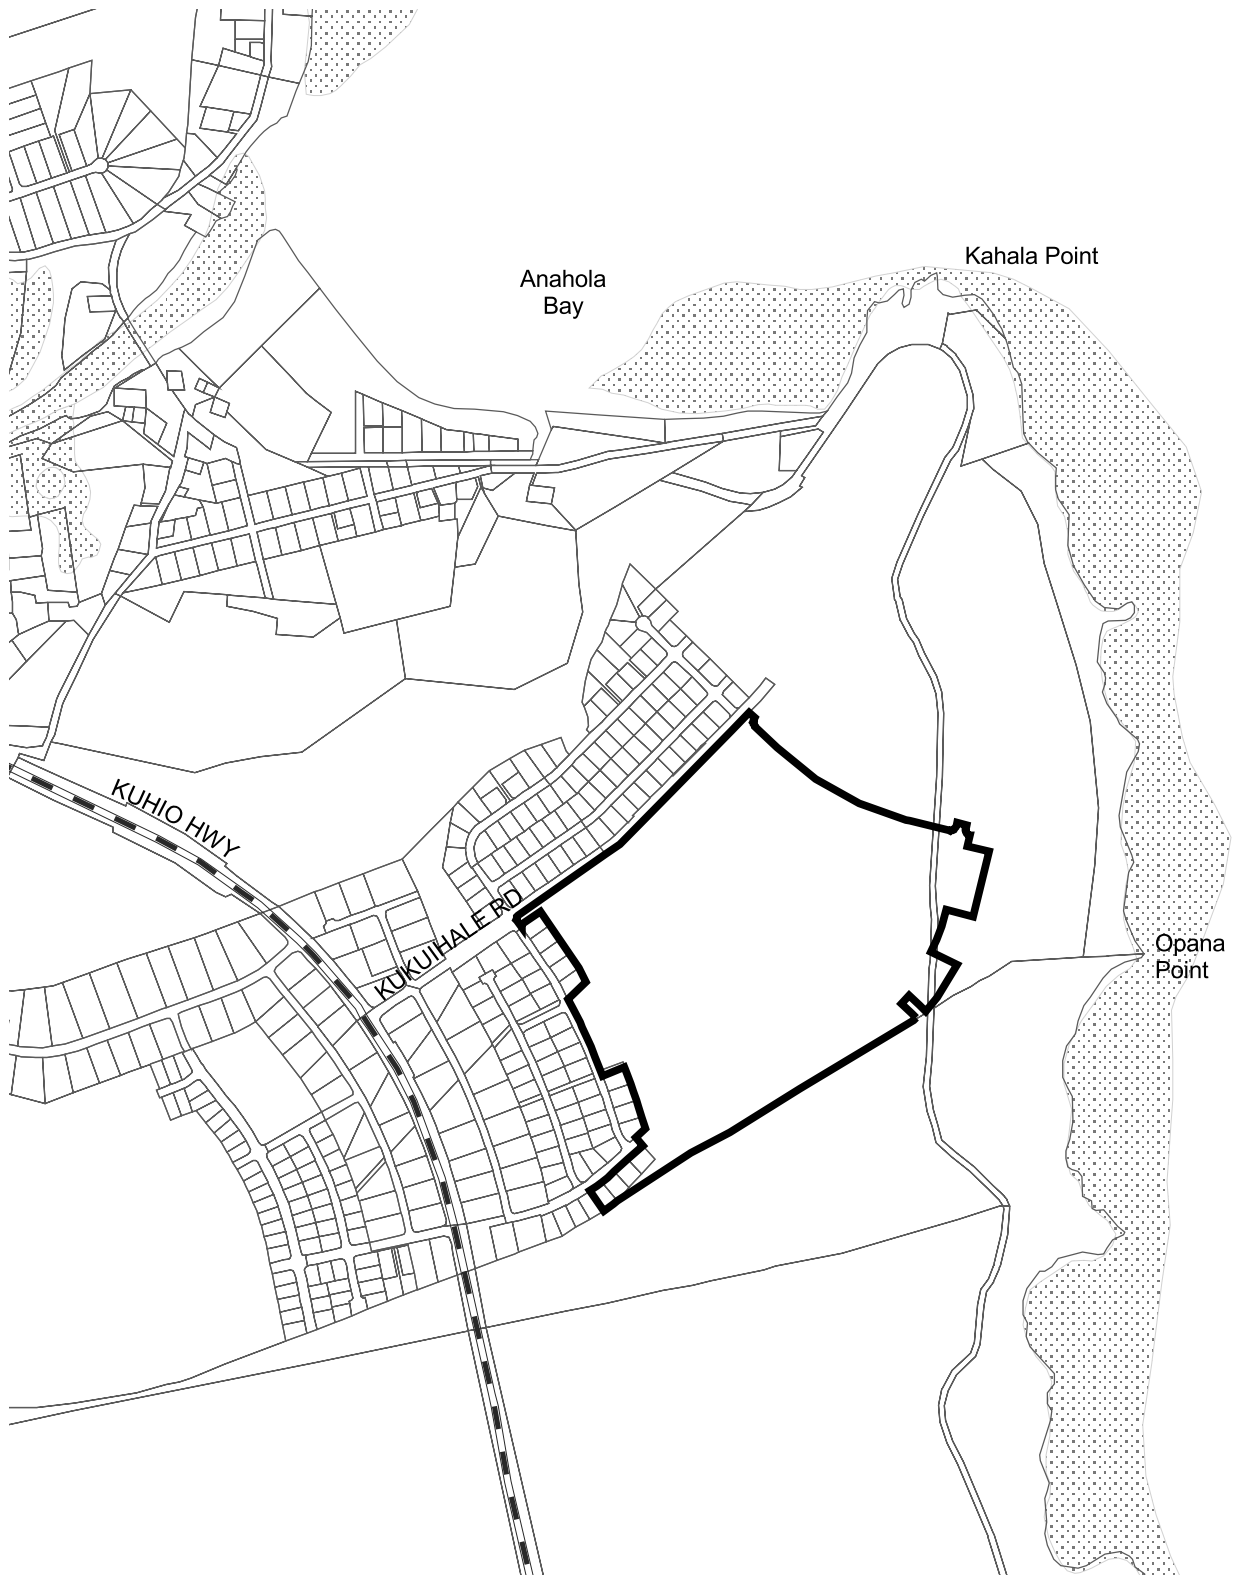 Kahala Point
Anahola
Bay
KUHIO HWY
KUKUIHALE RD
Opana
Point